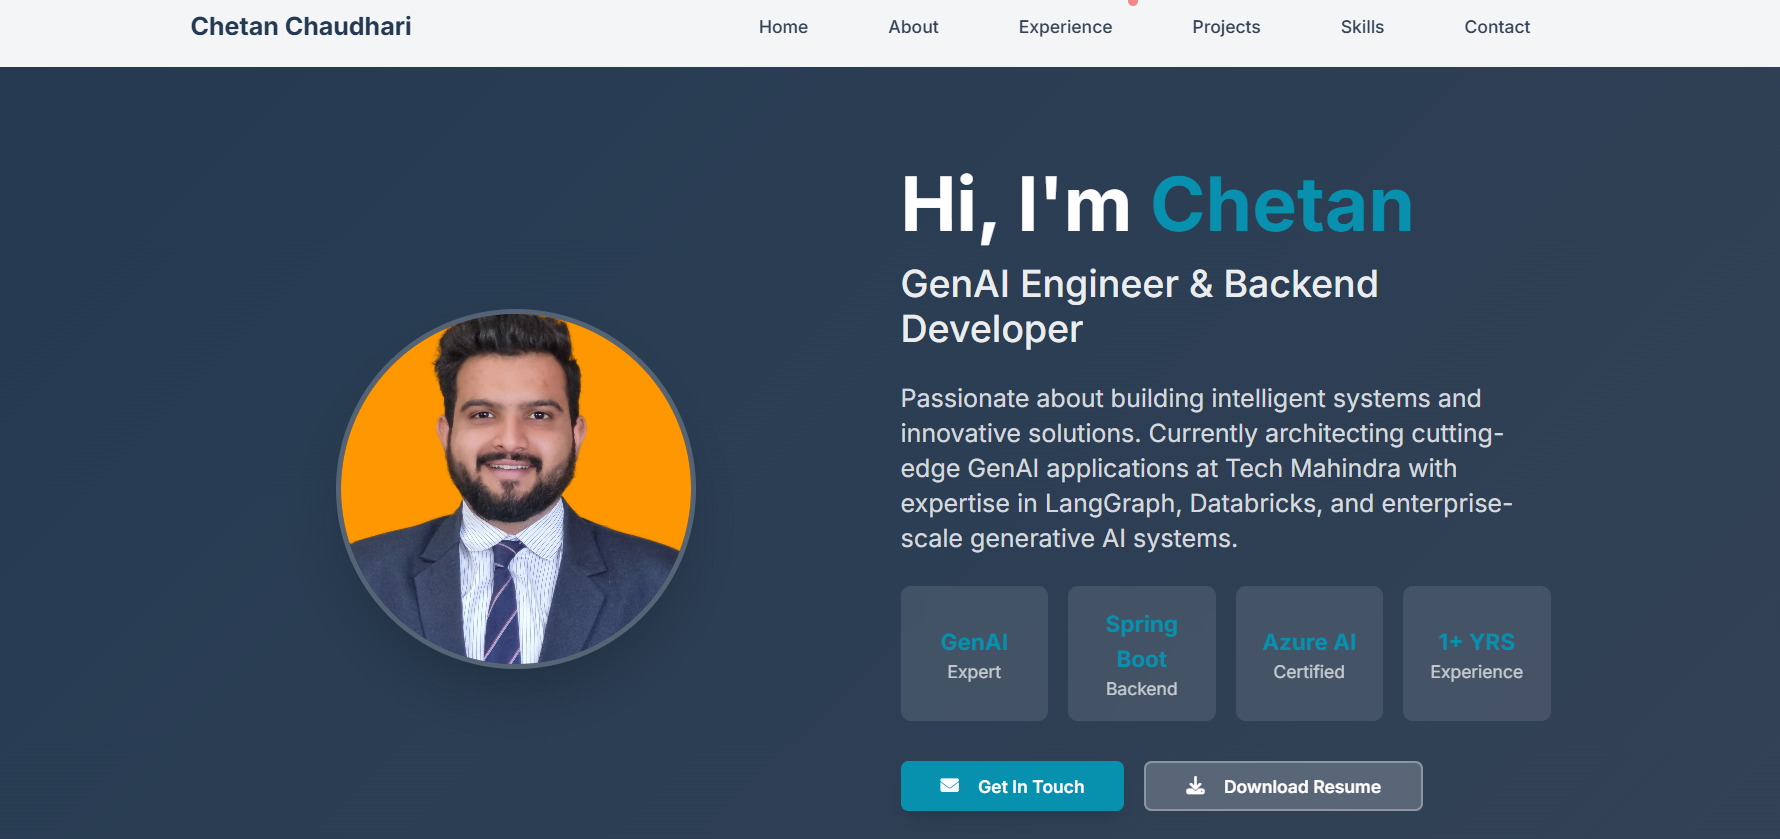 Chetan Chaudhari
Home
About
Experience
Projects
Skills
Contact
Hi, I'm Chetan
GenAI Engineer & Backend
Developer
Passionate about building intelligent systems and
innovative solutions. Currently architecting cutting-
edge GenAI applications at Tech Mahindra with
expertise in LangGraph, Databricks, and enterprise-
scale generative AI systems.
GenAI
Expert
Spring
Boot
Backend
Azure AI
Certified
1+ YRS
Experience
Get In Touch
Download Resume